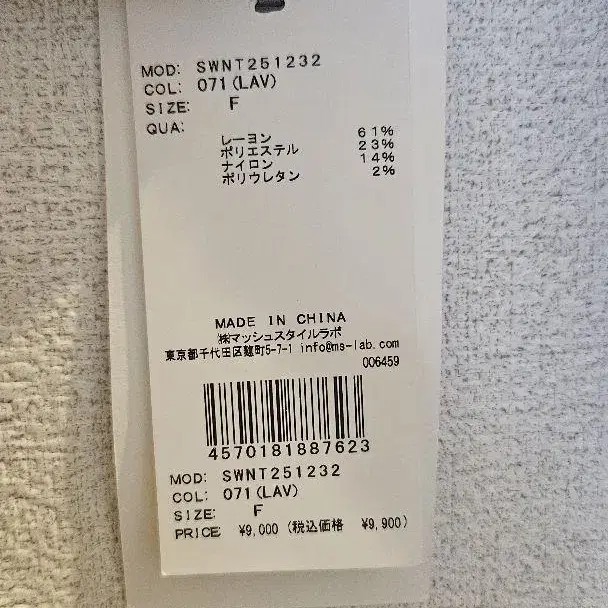 MOD: SWNT251232
COL: 071(LAV)
SIZE: F
QUA:
レーヨン 61%
ポリエステル 23%
ナイロン 14%
ポリウレタン 2%
MADE IN CHINA
㈱マッシュスタイルラボ
東京都千代田区麹町5-7-1 info@ms-lab.com
006459
4570181887623
MOD: SWNT251232
COL: 071(LAV)
SIZE: F
PRICE: ¥9,000 (税込価格 ¥9,900)